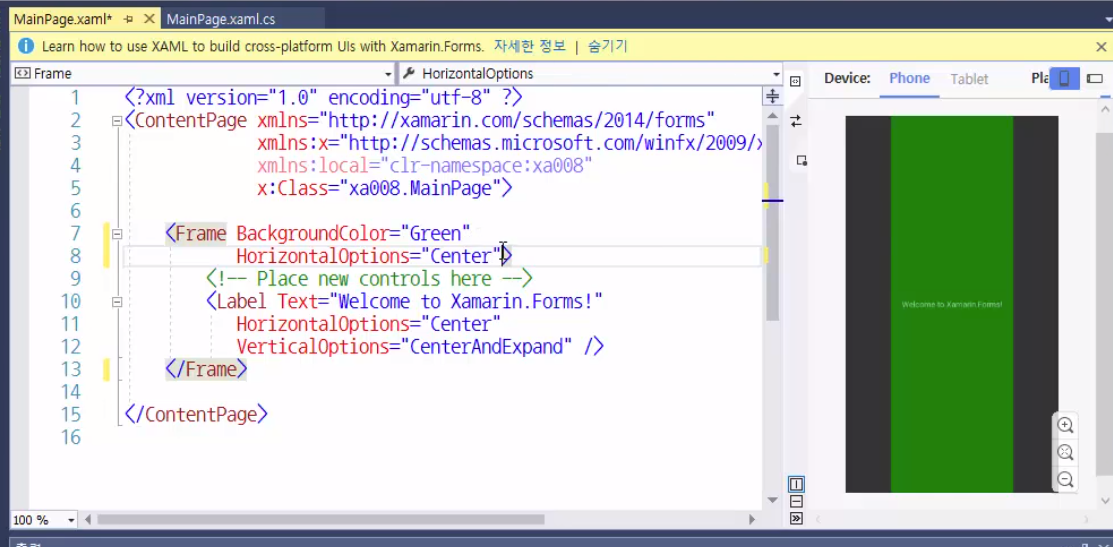 MainPage.xaml* MainPage.xaml.cs
Learn how to use XAML to build cross-platform UIs with Xamarin.Forms. 자세한 정보 | 숨기기
Frame HorizontalOptions
Device: Phone Tablet Pla
1 <?xml version="1.0" encoding="utf-8" ?>
2 <ContentPage xmlns="http://xamarin.com/schemas/2014/forms"
3 xmlns:x="http://schemas.microsoft.com/winfx/2009/x
4 xmlns:local="clr-namespace:xa008"
5 x:Class="xa008.MainPage">
6
7 <Frame BackgroundColor="Green"
8 HorizontalOptions="Center">
9 <!-- Place new controls here -->
10 <Label Text="Welcome to Xamarin.Forms!"
11 HorizontalOptions="Center"
12 VerticalOptions="CenterAndExpand" />
13 </Frame>
14
15 </ContentPage>
16
Welcome to Xamarin.Forms!
100 %